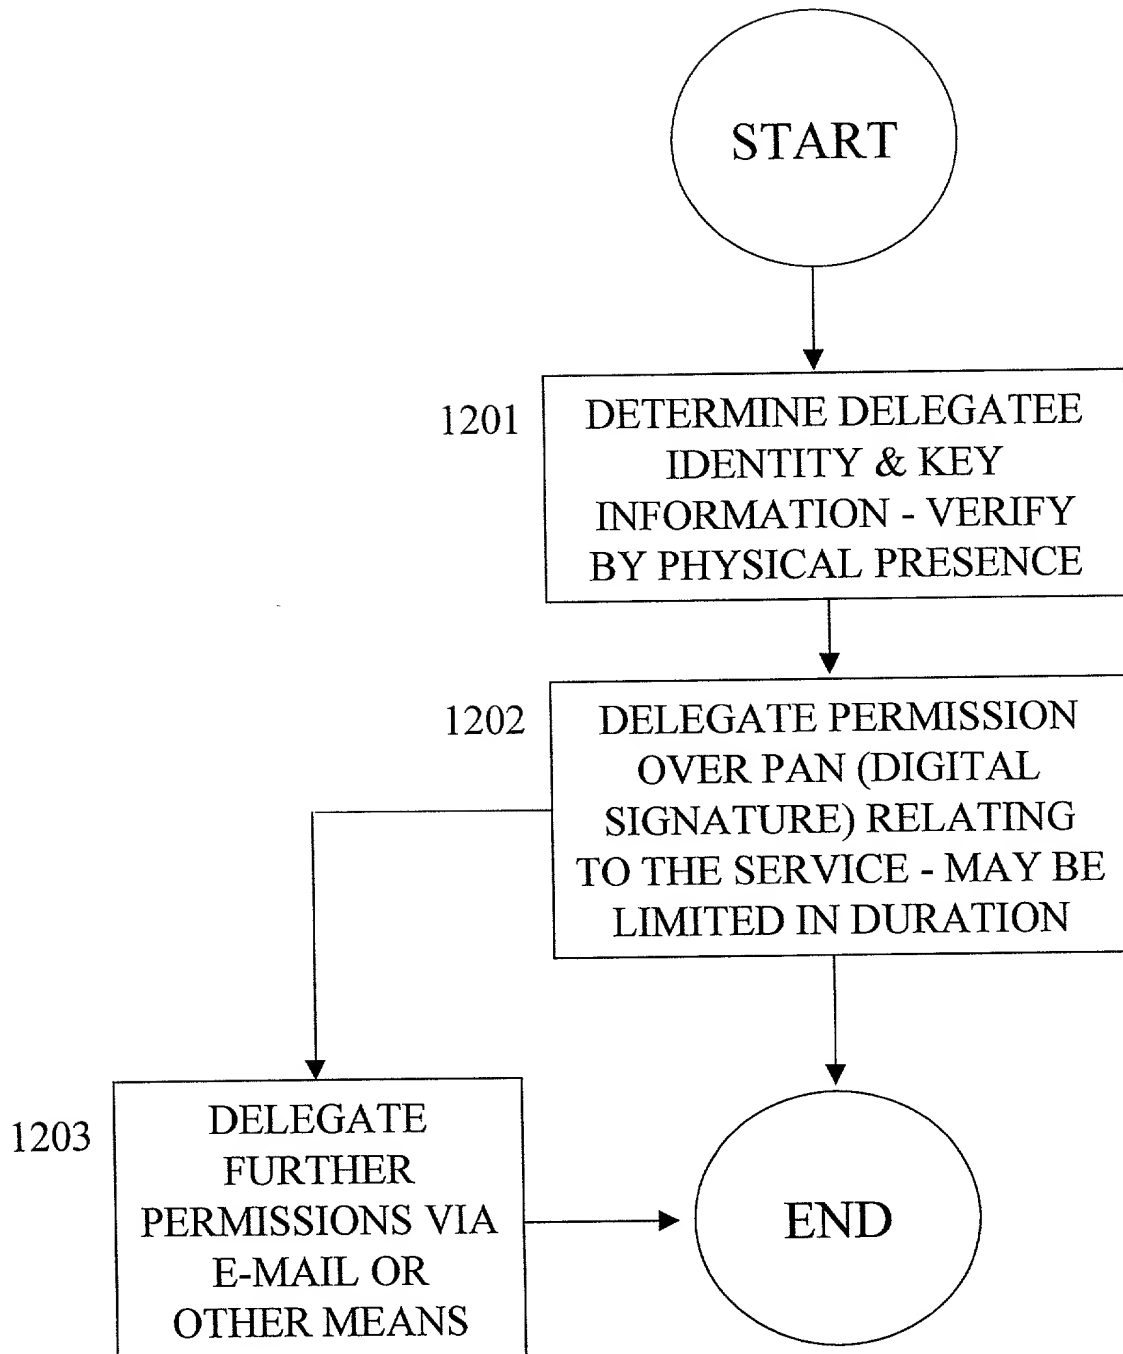 START
1201
DETERMINE DELEGATEE
IDENTITY & KEY
INFORMATION - VERIFY
BY PHYSICAL PRESENCE
1202
DELEGATE PERMISSION
OVER PAN (DIGITAL
SIGNATURE) RELATING
TO THE SERVICE - MAY BE
LIMITED IN DURATION
1203
DELEGATE
FURTHER
PERMISSIONS VIA
E-MAIL OR
OTHER MEANS
END